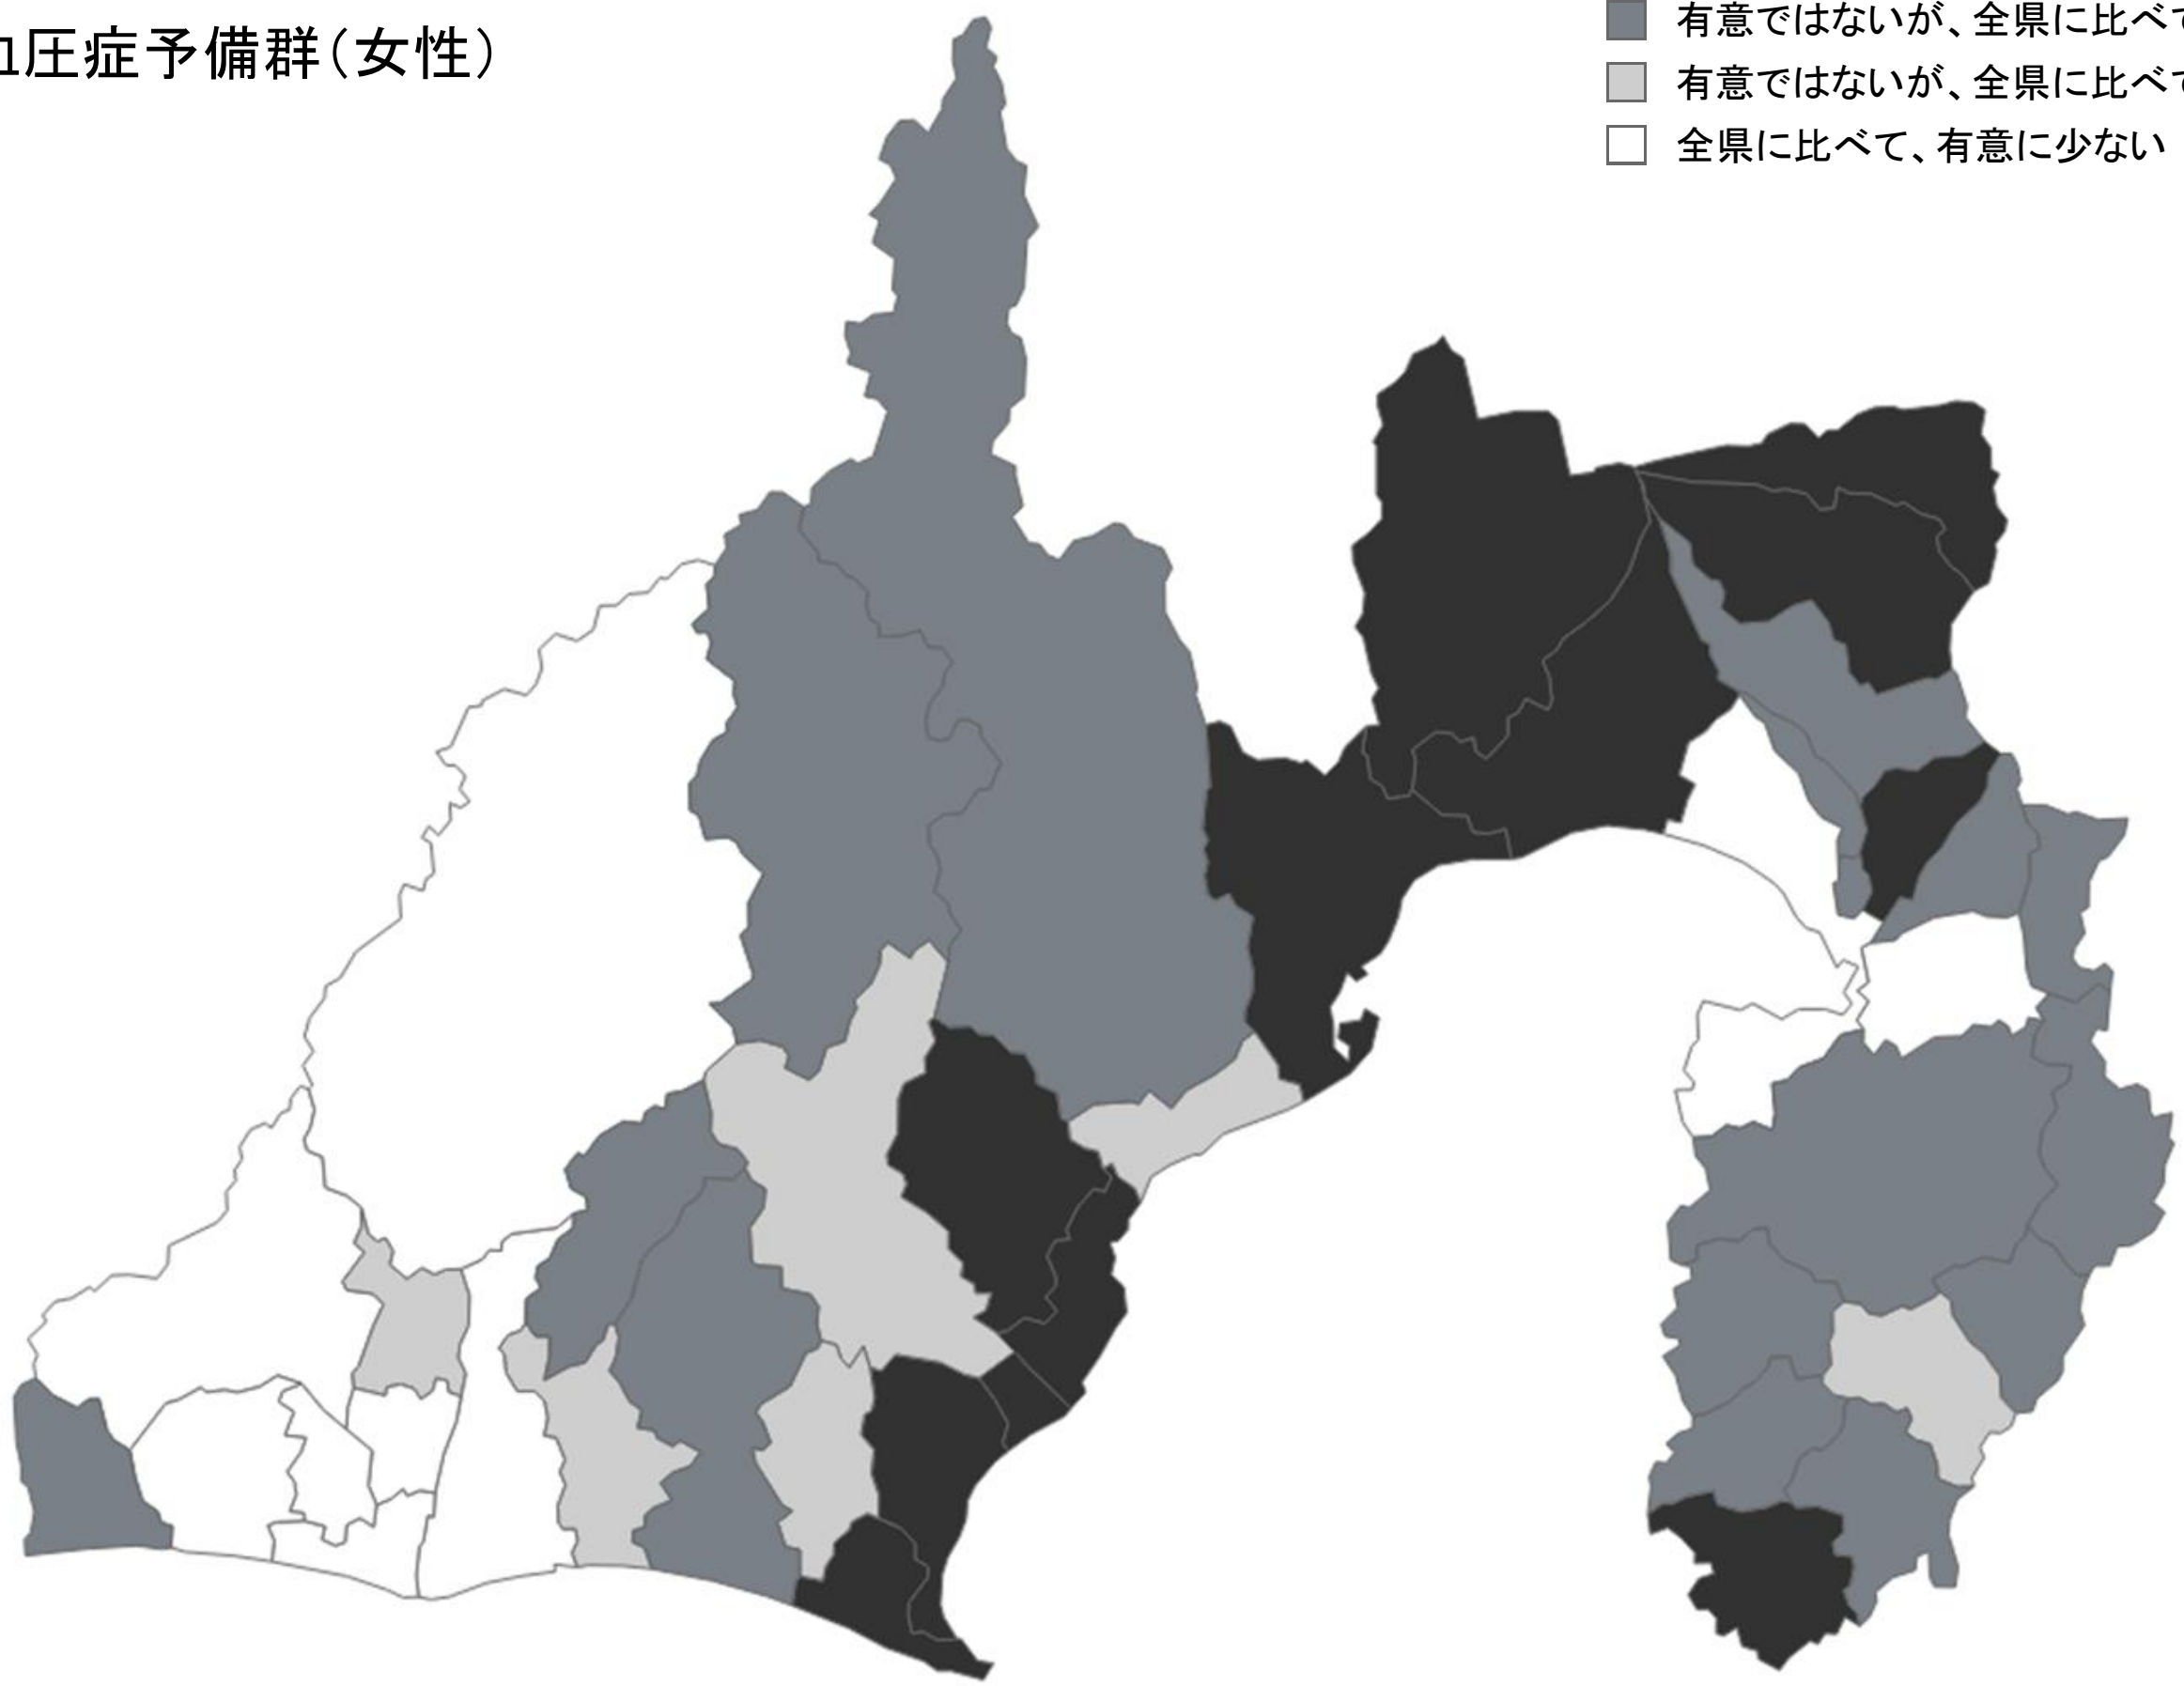 圧症予備群（女性）
有意ではないが、全県に比べ
有意ではないが、全県に比べ
全県に比べて、有意に少ない